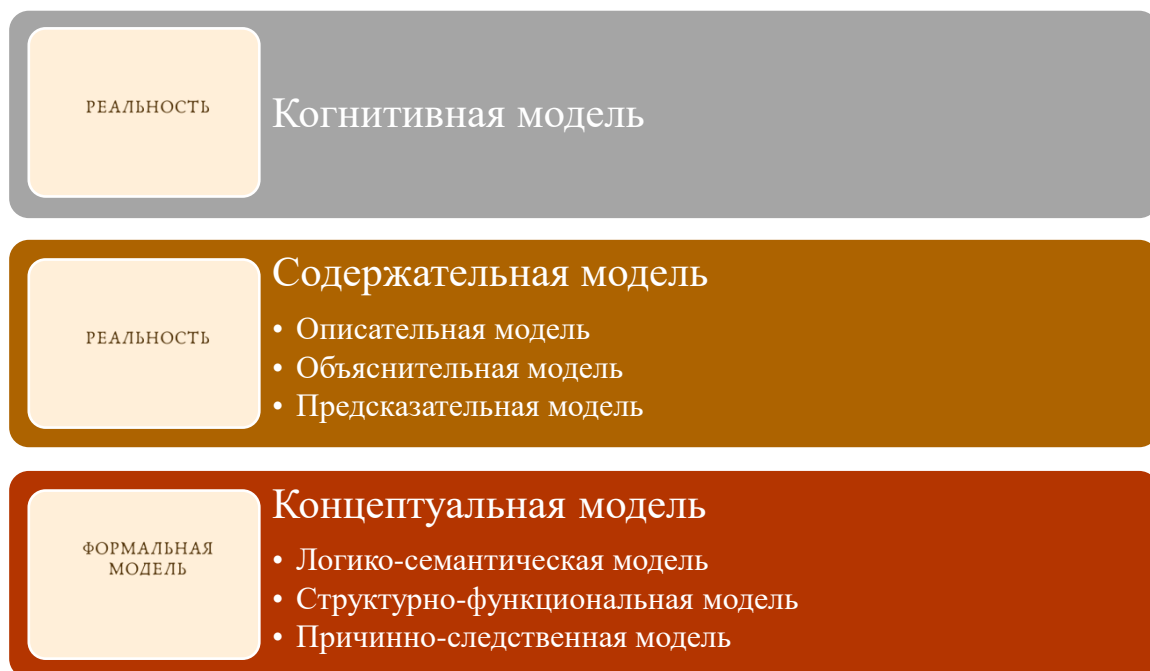 РЕАЛЬНОСТЬ
Когнитивная модель
РЕАЛЬНОСТЬ
Содержательная модель
• Описательная модель
• Объяснительная модель
• Предсказательная модель
ФОРМАЛЬНАЯ
МОДЕЛЬ
Концептуальная модель
• Логико-семантическая модель
• Структурно-функциональная модель
• Причинно-следственная модель